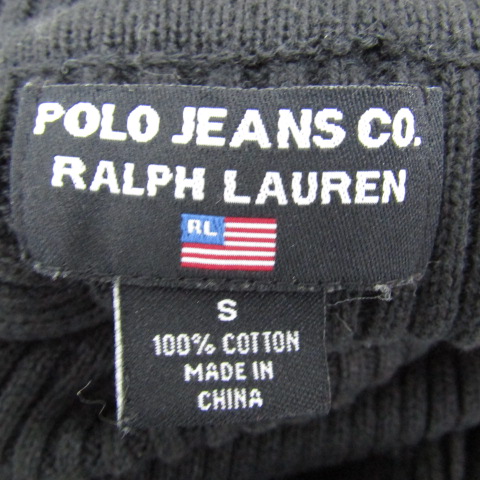 POLO JEANS CO.
RALPH LAUREN
RL
S
100% COTTON
MADE IN
CHINA